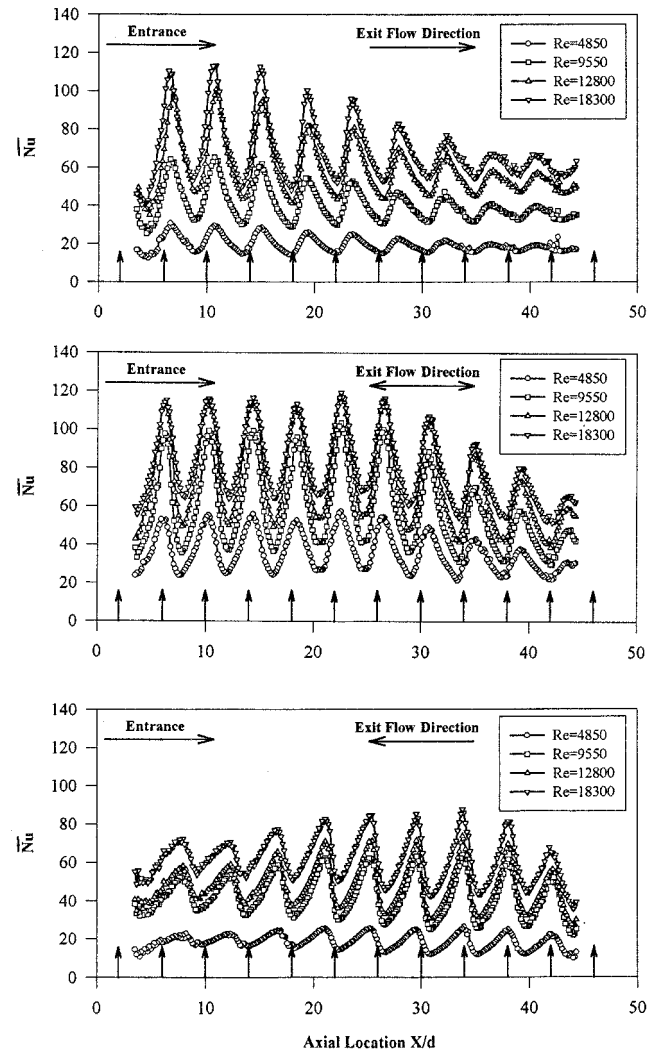 140
120
100
80
60
40
20
0
Nu
Entrance
Exit Flow Direction
Re=4850
Re=9550
Re=12800
Re=18300
0 10 20 30 40 50
140
120
100
80
60
40
20
0
Nu
Entrance
Exit Flow Direction
Re=4850
Re=9550
Re=12800
Re=18300
0 10 20 30 40 50
140
120
100
80
60
40
20
0
Nu
Entrance
Exit Flow Direction
Re=4850
Re=9550
Re=12800
Re=18300
0 10 20 30 40 50
Axial Location X/d